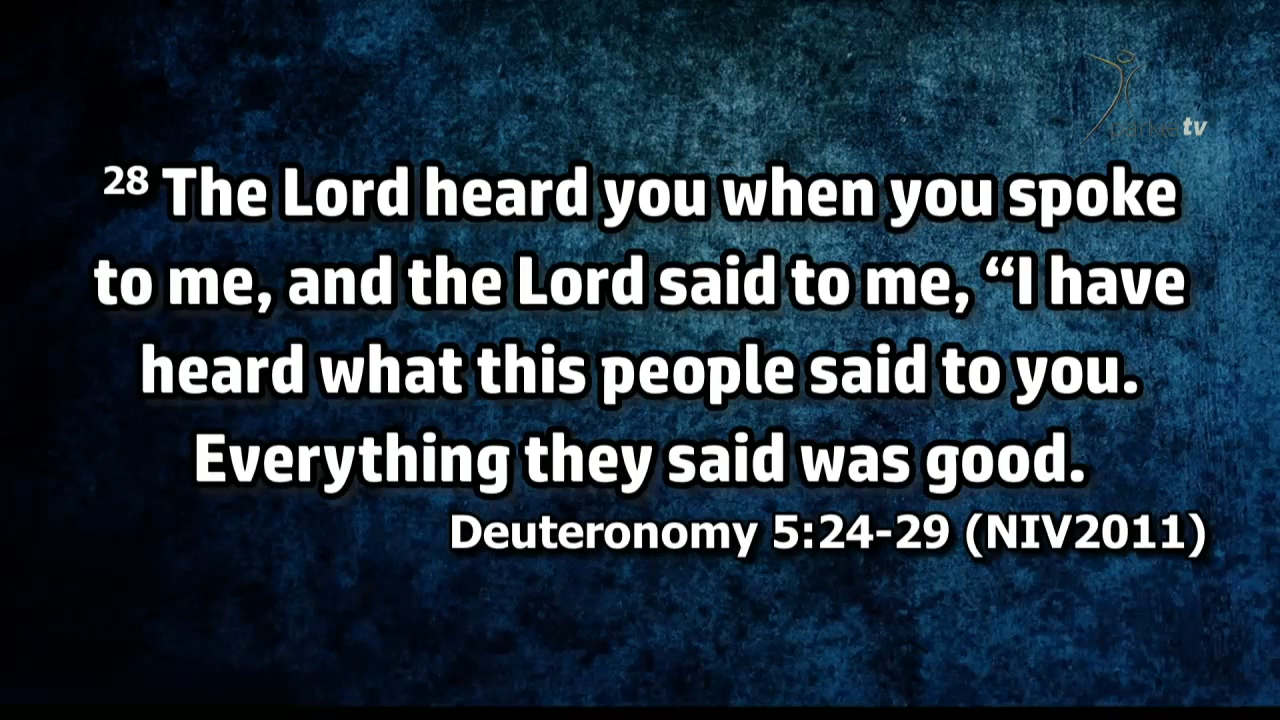 tv
28 The Lord heard you when you spoke
to me, and the Lord said to me, “I have
heard what this people said to you.
Everything they said was good.
Deuteronomy 5:24-29 (NIV2011)